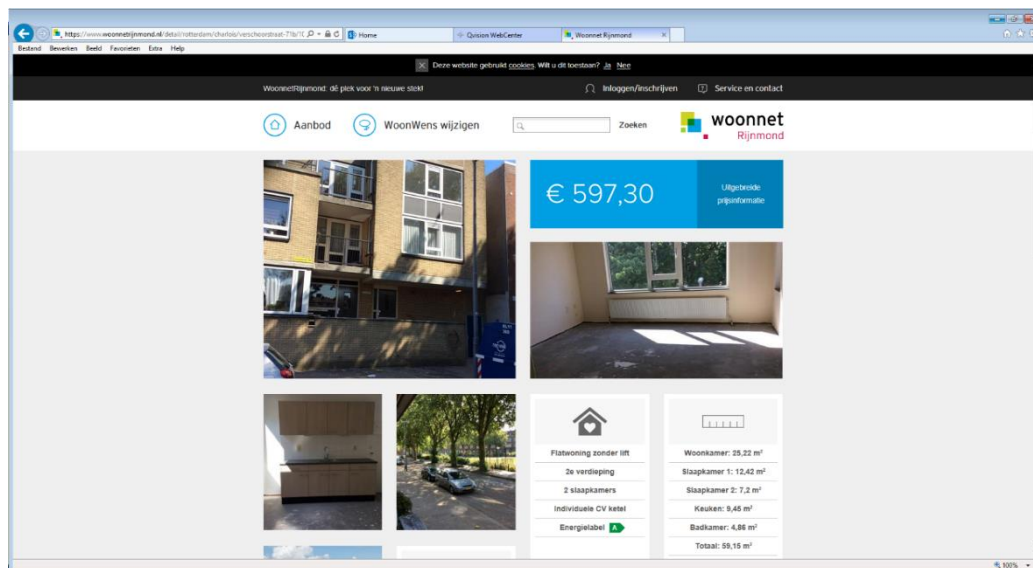 https://www.woonnetrijnmond.nl/detail/rotterdam/charlois/verschoorstraat-71b/1(
Home
Qvision WebCenter
Woonnet Rijnmond
Bestand Bewerken Beeld Favorieten Extra Help
Deze website gebruikt cookies. Wilt u dit toestaan? Ja Nee
WoonnetRijnmond: dé plek voor 'n nieuwe stek!
Inloggen/inschrijven
Service en contact
Aanbod
WoonWens wijzigen
Zoeken
woonnet
Rijnmond
€ 597,30
Uitgebreide
prijsinformatie
Flatwoning zonder lift
2e verdieping
2 slaapkamers
Individuele CV ketel
Energielabel A
Woonkamer: 25,22 m²
Slaapkamer 1: 12,42 m²
Slaapkamer 2: 7,2 m²
Keuken: 9,45 m²
Badkamer: 4,86 m²
Totaal: 59,15 m²
100%